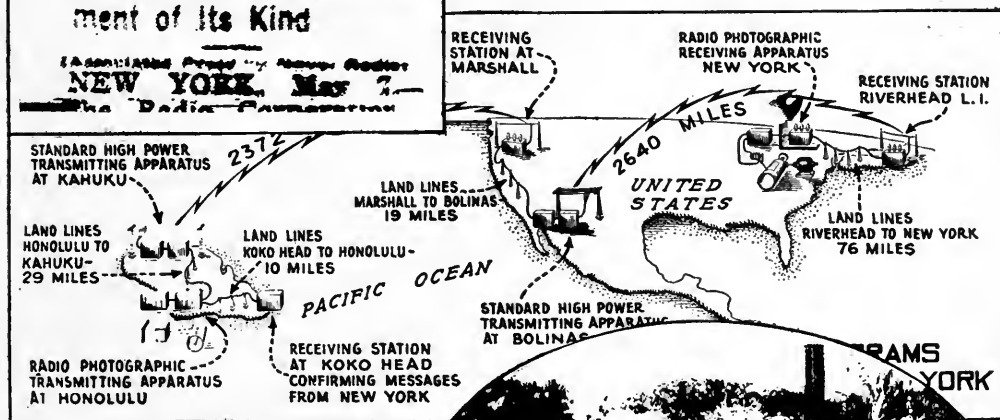 ment of Its Kind
NEW YORK, May 7.
RECEIVING
STATION AT
MARSHALL
RADIO PHOTOGRAPHIC
RECEIVING APPARATUS
NEW YORK
RECEIVING STATION
RIVERHEAD L.I.
STANDARD HIGH POWER
TRANSMITTING APPARATUS
AT KAHUKU
2372
2640 MILES
LAND LINES
MARSHALL TO BOLINAS
19 MILES
UNITED
STATES
LAND LINES
RIVERHEAD TO NEW YORK
76 MILES
LAND LINES
HONOLULU TO
KAHUKU-
29 MILES
LAND LINES
KOKO HEAD TO HONOLULU-
10 MILES
PACIFIC OCEAN
STANDARD HIGH POWER
TRANSMITTING APPARATUS
AT BOLINAS
RADIO PHOTOGRAPHIC
TRANSMITTING APPARATUS
AT HONOLULU
RECEIVING STATION
AT KOKO HEAD
CONFIRMING MESSAGES
FROM NEW YORK
RAMS
YORK